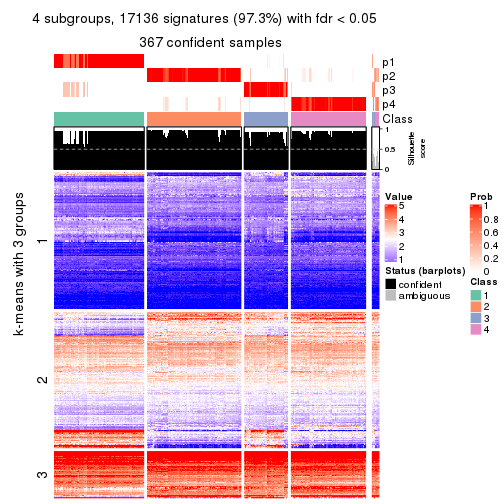 4 subgroups, 17136 signatures (97.3%) with fdr < 0.05
367 confident samples
p1
p2
p3
p4
Class
1
0.5
0
Silhouette
score
k-means with 3 groups
1
2
3
Value
5
4
3
2
1
Status (barplots)
confident
ambiguous
Prob
1
0.8
0.6
0.4
0.2
0
Class
1
2
3
4